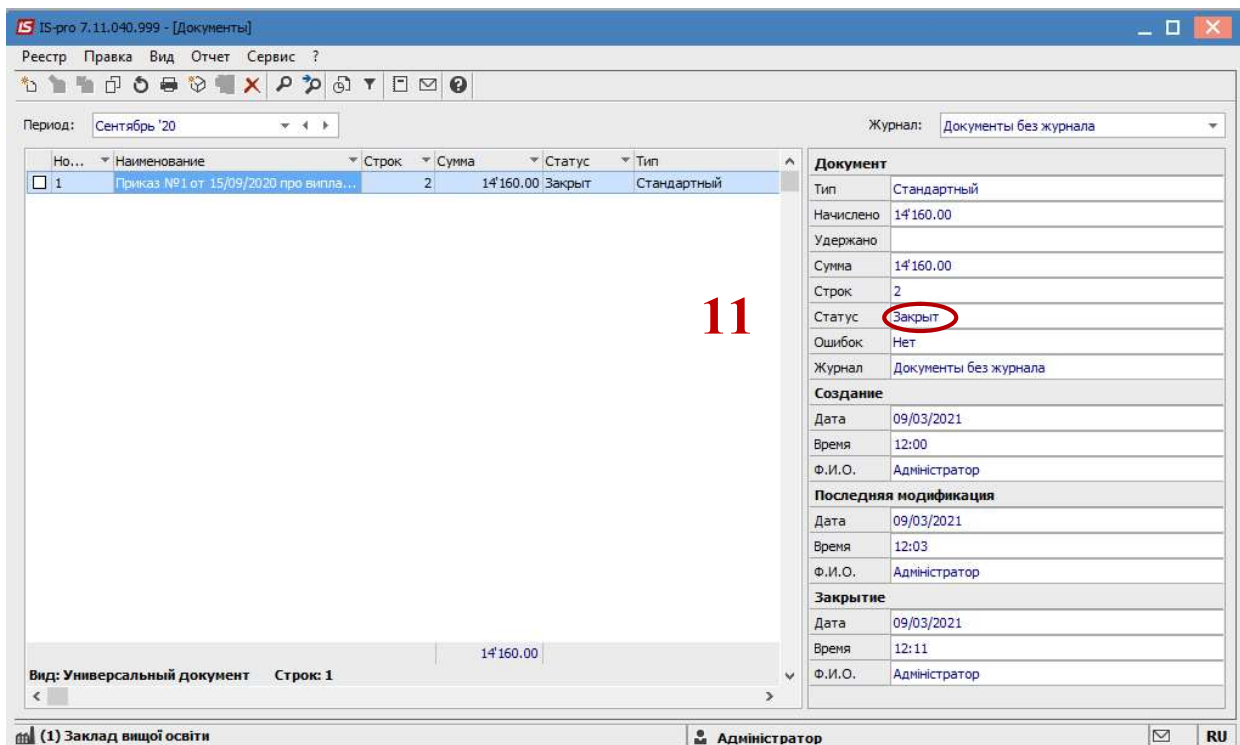 IS-pro 7.11.040.999 - [Документы]
Реестр Правка Вид Отчет Сервис ?
Период: Сентябрь '20 Журнал: Документы без журнала
Но... Наименование Строк Сумма Статус Тип
1 Приказ №1 от 15/09/2020 про випла... 2 14'160.00 Закрыт Стандартный
Документ
Тип Стандартный
Начислено 14'160.00
Удержано
Сумма 14'160.00
Строк 2
11
Статус Закрыт
Ошибок Нет
Журнал Документы без журнала
Создание
Дата 09/03/2021
Время 12:00
Ф.И.О. Адміністратор
Последняя модификация
Дата 09/03/2021
Время 12:03
Ф.И.О. Адміністратор
Закрытие
Дата 09/03/2021
Время 12:11
Ф.И.О. Адміністратор
14'160.00
Вид: Универсальный документ Строк: 1
(1) Заклад вищої освіти Адміністратор RU